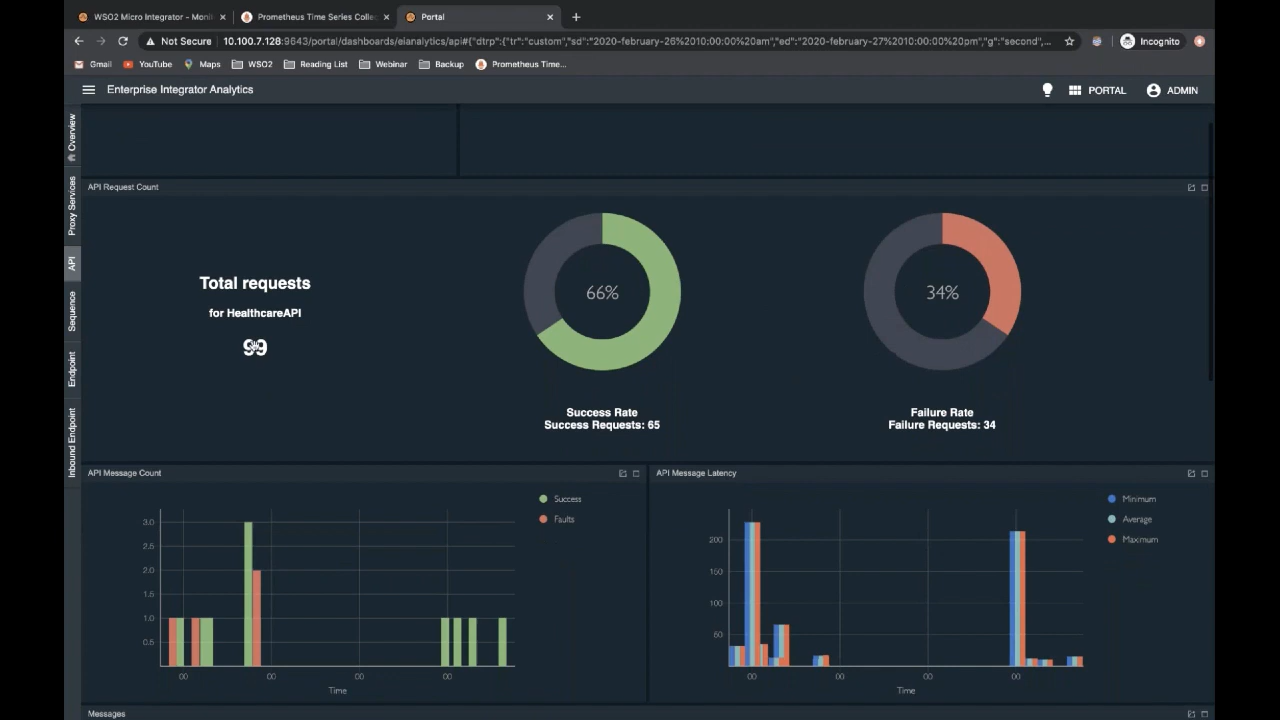 WSO2 Micro Integrator - Moni
Prometheus Time Series Collec
Portal
Not Secure
10.100.7.128:9643/portal/dashboards/eianalytics/api#{"dtrp":{"tr":"custom","sd":"2020-february-26%2010:00:00%20am","ed":"2020-february-27%2010:00:00%20pm","g":"second",...
Incognito
Gmail
YouTube
Maps
WSO2
Reading List
Webinar
Backup
Prometheus Time...
Enterprise Integrator Analytics
PORTAL
ADMIN
Overview
Proxy Services
API
Sequence
Endpoint
Inbound Endpoint
API Request Count
Total requests
for HealthcareAPI
99
66%
Success Rate
Success Requests: 65
34%
Failure Rate
Failure Requests: 34
API Message Count
Success
Faults
3.0
2.5
2.0
1.5
1.0
0.5
00 00 00 00
Time
API Message Latency
Minimum
Average
Maximum
200
150
100
50
00 00 00 00
Time
Messages